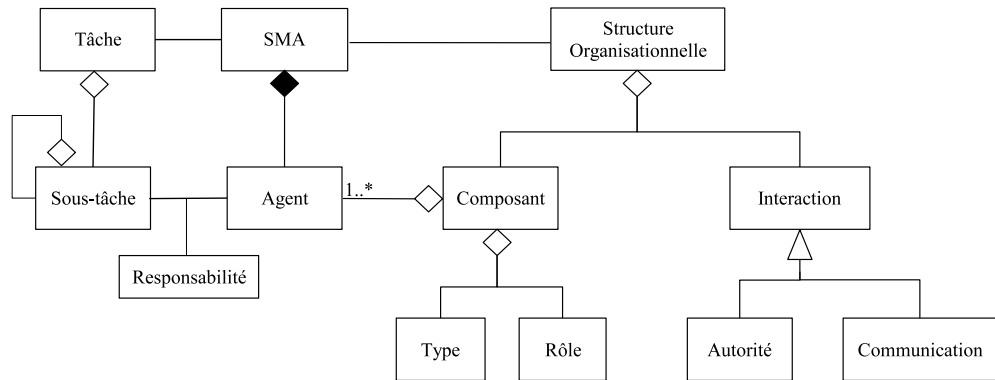 Tâche
SMA
Structure
Organisationnelle
Sous-tâche
Agent
1..*
Composant
Interaction
Responsabilité
Type
Rôle
Autorité
Communication